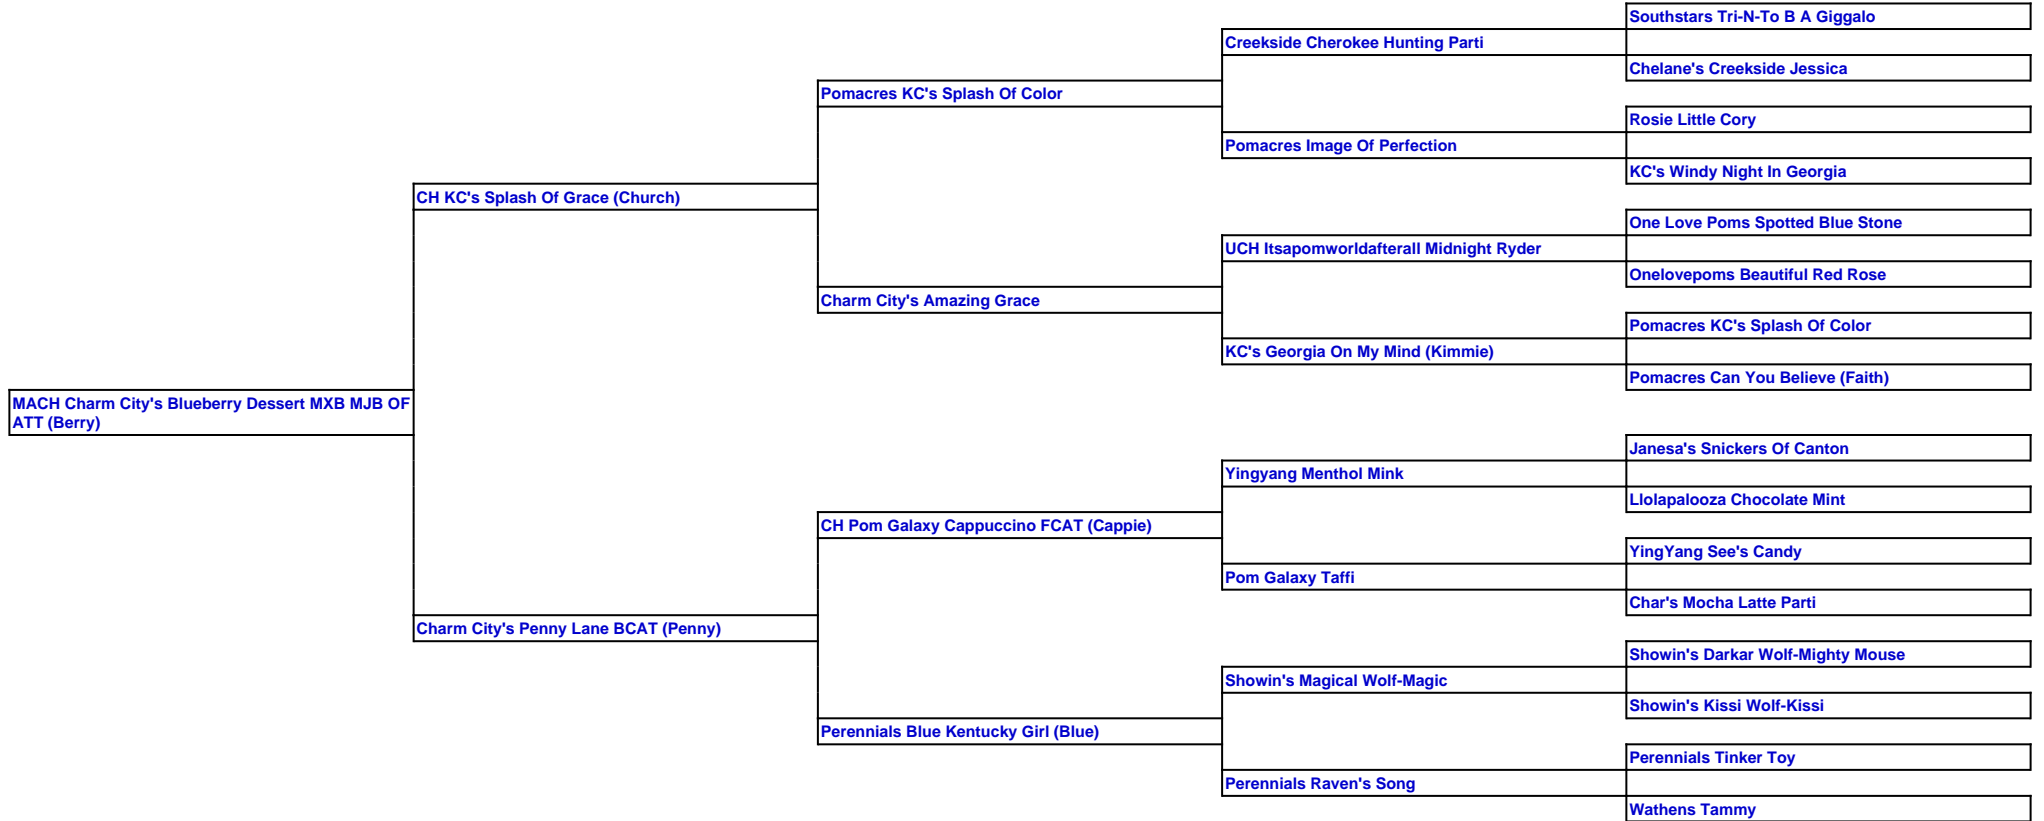 Southstars Tri-N-To B A Giggalo
Creekside Cherokee Hunting Parti
Chelane's Creekside Jessica
Pomacres KC's Splash Of Color
Rosie Little Cory
Pomacres Image Of Perfection
KC's Windy Night In Georgia
CH KC's Splash Of Grace (Church)
One Love Poms Spotted Blue Stone
UCH Itsapomworldafterall Midnight Ryder
Onelovepoms Beautiful Red Rose
Charm City's Amazing Grace
Pomacres KC's Splash Of Color
KC's Georgia On My Mind (Kimmie)
Pomacres Can You Believe (Faith)
MACH Charm City's Blueberry Dessert MXB MJB OF
ATT (Berry)
Janesa's Snickers Of Canton
Yingyang Menthol Mink
Llolapalooza Chocolate Mint
CH Pom Galaxy Cappuccino FCAT (Cappie)
YingYang See's Candy
Pom Galaxy Taffi
Char's Mocha Latte Parti
Charm City's Penny Lane BCAT (Penny)
Showin's Darkar Wolf-Mighty Mouse
Showin's Magical Wolf-Magic
Showin's Kissi Wolf-Kissi
Perennials Blue Kentucky Girl (Blue)
Perennials Tinker Toy
Perennials Raven's Song
Wathens Tammy